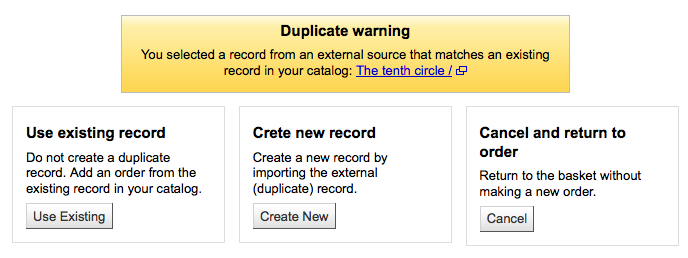 Duplicate warning
You selected a record from an external source that matches an existing
record in your catalog: The tenth circle /
Use existing record
Do not create a duplicate
record. Add an order from the
existing record in your catalog.
Use Existing
Crete new record
Create a new record by
importing the external
(duplicate) record.
Create New
Cancel and return to
order
Return to the basket without
making a new order.
Cancel